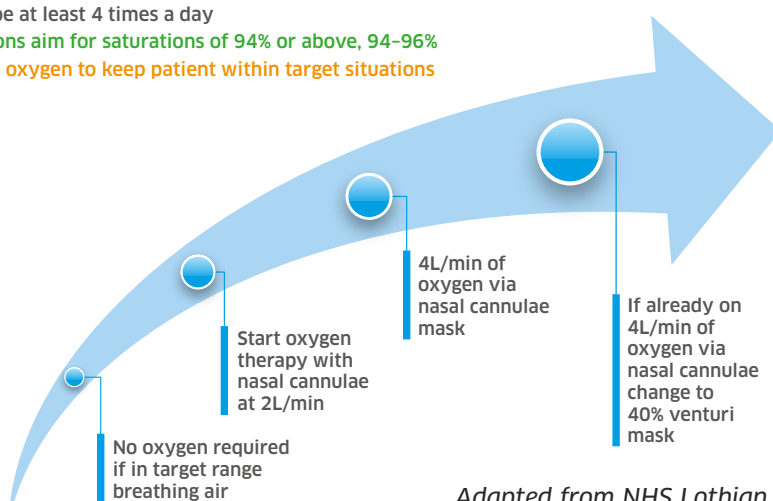 be at least 4 times a day
ons aim for saturations of 94% or above, 94–96%
oxygen to keep patient within target situations
4L/min of
oxygen via
nasal cannulae
mask
If already on
4L/min of
oxygen via
nasal cannulae
change to
40% venturi
mask
Start oxygen
therapy with
nasal cannulae
at 2L/min
No oxygen required
if in target range
breathing air
Adapted from NHS Lothian